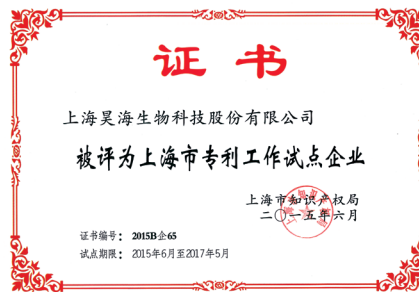 证书
上海昊海生物科技股份有限公司
被评为上海市专利工作试点企业
上海市知识产权局
二〇一五年六月
证书编号：2015B企65
试点期限：2015年6月至2017年5月